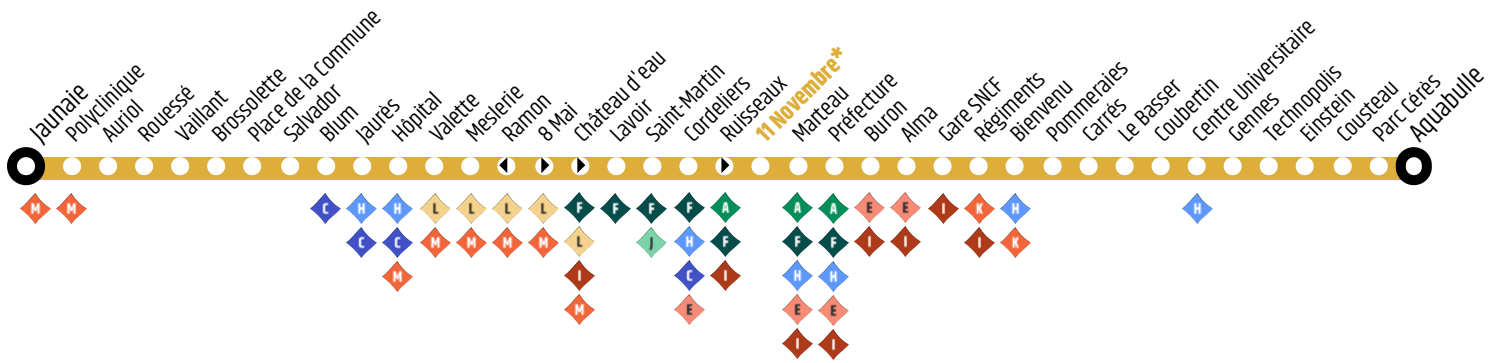 Jaunaie
Polyclinique
Auriol
Rouessé
Vaillant
Brossolette
Place de la Commune
Salvador
Blum
Jaurès
Hôpital
Valette
Meslerie
Ramon
8 Mai
Château d'eau
Lavoir
Saint-Martin
Cordeliers
Ruisseaux
11 Novembre*
Marteau
Préfecture
Buron
Alma
Gare SNCF
Régiments
Bienvenu
Pommeraies
Carrés
Le Basser
Coubertin
Centre Universitaire
Gennes
Technopolis
Einstein
Cousteau
Parc Cérès
Aquabulle
M M C H H L L L L F F F F A A A E E I K H H
C C M M M M L J H F F F I I I K
M I C I H H
M E E E
I I